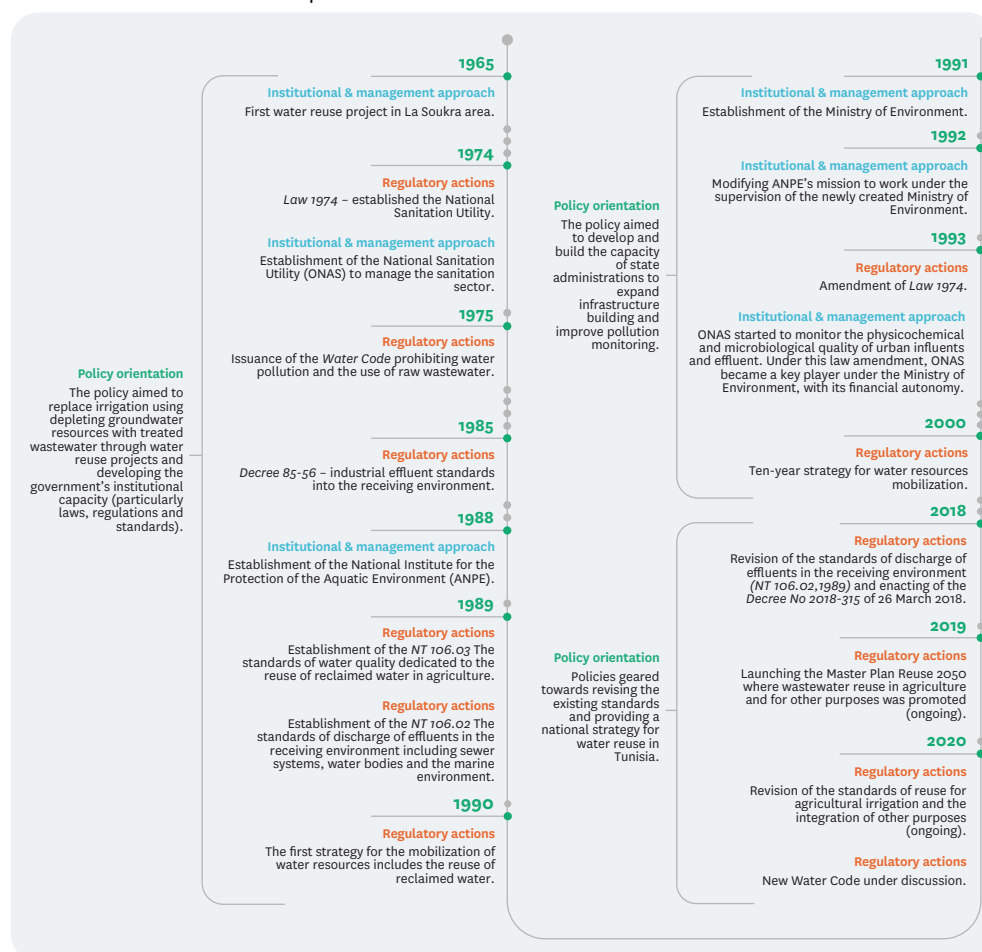 Policy orientation
The policy aimed to
replace irrigation using
depleting groundwater
resources with treated
wastewater through water
reuse projects and
developing the
government's institutional
capacity (particularly
laws, regulations and
standards).
1965
Institutional & management approach
First water reuse project in La Soukra area.
1974
Regulatory actions
Law 1974 – established the National
Sanitation Utility.
Institutional & management approach
Establishment of the National Sanitation
Utility (ONAS) to manage the sanitation
sector.
1975
Regulatory actions
Issuance of the Water Code prohibiting water
pollution and the use of raw wastewater.
1985
Regulatory actions
Decree 85-56 – industrial effluent standards
into the receiving environment.
1988
Institutional & management approach
Establishment of the National Institute for the
Protection of the Aquatic Environment (ANPE).
1989
Regulatory actions
Establishment of the NT 106.03 The
standards of water quality dedicated to the
reuse of reclaimed water in agriculture.
Regulatory actions
Establishment of the NT 106.02 The
standards of discharge of effluents in the
receiving environment including sewer
systems, water bodies and the marine
environment.
1990
Regulatory actions
The first strategy for the mobilization of
water resources includes the reuse of
reclaimed water.
Policy orientation
The policy aimed
to develop and
build the capacity
of state
administrations to
expand
infrastructure
building and
improve pollution
monitoring.
1991
Institutional & management approach
Establishment of the Ministry of Environment.
1992
Institutional & management approach
Modifying ANPE's mission to work under the
supervision of the newly created Ministry of
Environment.
1993
Regulatory actions
Amendment of Law 1974.
Institutional & management approach
ONAS started to monitor the physicochemical
and microbiological quality of urban influents
and effluent. Under this law amendment, ONAS
became a key player under the Ministry of
Environment, with its financial autonomy.
2000
Regulatory actions
Ten-year strategy for water resources
mobilization.
Policy orientation
Policies geared
towards revising the
existing standards
and providing a
national strategy for
water reuse in
Tunisia.
2018
Regulatory actions
Revision of the standards of discharge of
effluents in the receiving environment
(NT 106.02,1989) and enacting of the
Decree No 2018-315 of 26 March 2018.
2019
Regulatory actions
Launching the Master Plan Reuse 2050
where wastewater reuse in agriculture
and for other purposes was promoted
(ongoing).
2020
Regulatory actions
Revision of the standards of reuse for
agricultural irrigation and the
integration of other purposes
(ongoing).
Regulatory actions
New Water Code under discussion.